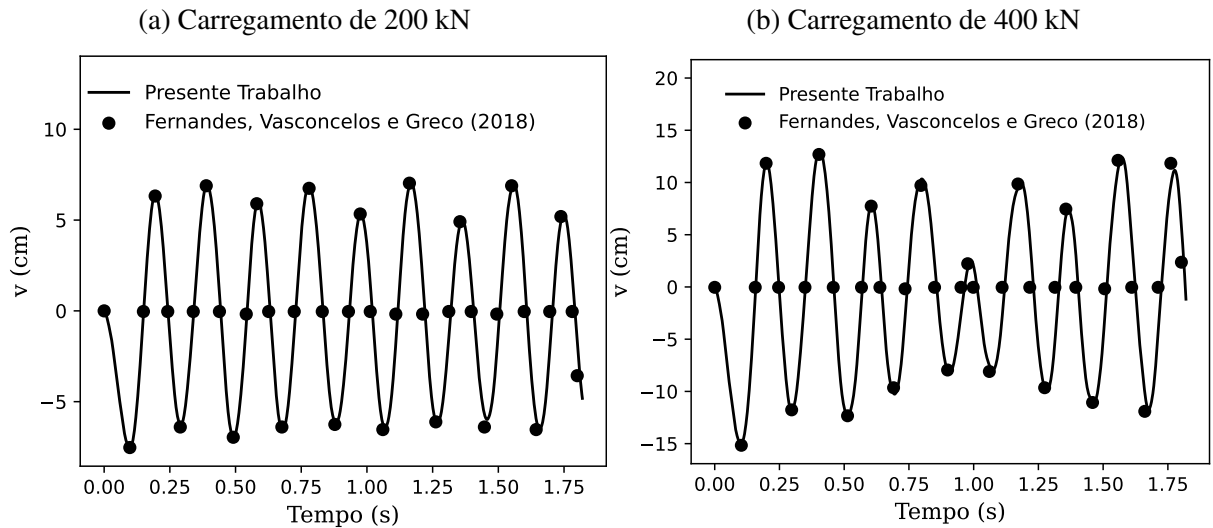 (a) Carregamento de 200 kN
(b) Carregamento de 400 kN
Presente Trabalho
Fernandes, Vasconcelos e Greco (2018)
10
5
0
−5
v (cm)
0.00 0.25 0.50 0.75 1.00 1.25 1.50 1.75
Tempo (s)
Presente Trabalho
Fernandes, Vasconcelos e Greco (2018)
20
15
10
5
0
−5
−10
−15
v (cm)
0.00 0.25 0.50 0.75 1.00 1.25 1.50 1.75
Tempo (s)